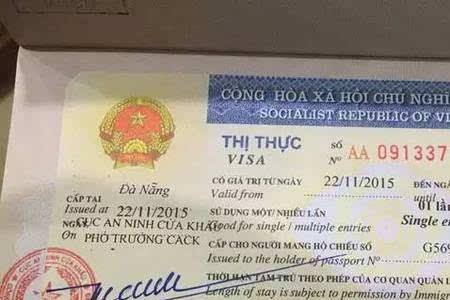 CỘNG HÒA XÃ HỘI CHỦ NGHĨ
SOCIALIST REPUBLIC OF VI
THỊ THỰC
VISA
SỐ
Nº AA 091337
CÓ GIÁ TRỊ TỪ NGÀY
Valid from 22/11/2015
ĐẾN NGÀ
until
CẤP TẠI Đà Nẵng
Issued at 22/11/2015
NGÀY CỤC AN NINH CỬA KHẨU
on PHÓ TRƯỞNG CACK
SỬ DỤNG MỘT/NHIỀU LẦN 01 lần
Good for single / multiple entries Single en
CẤP CHO NGƯỜI MANG HỘ CHIẾU SỐ
Issued to the holder of passport Nº G569
THỜI HẠN TẠM TRÚ THEO PHÉP CỦA CƠ QUAN QUẢN L
Length of stay is subject to permission by Immig